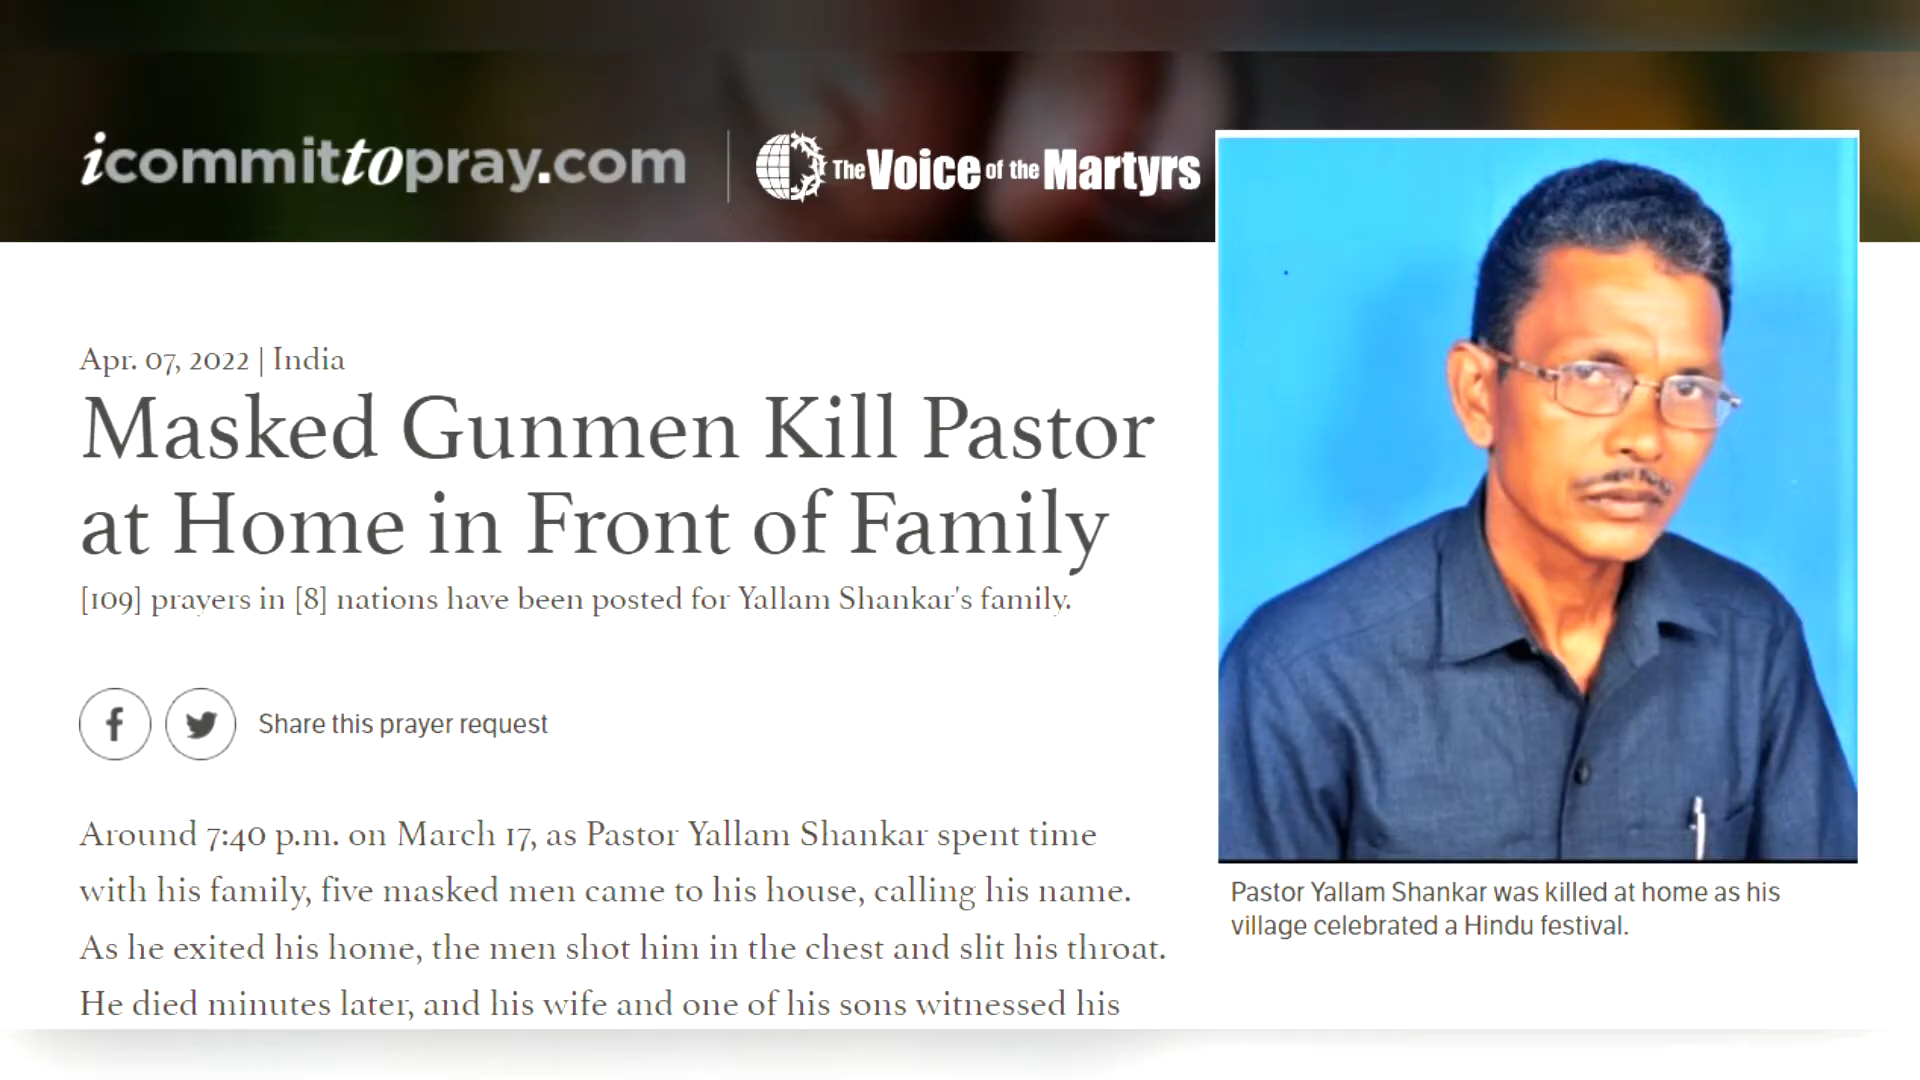 icommittopray.com
The Voice of the Martyrs
Apr. 07, 2022 | India
Masked Gunmen Kill Pastor
at Home in Front of Family
[109] prayers in [8] nations have been posted for Yallam Shankar's family.
Share this prayer request
Around 7:40 p.m. on March 17, as Pastor Yallam Shankar spent time
with his family, five masked men came to his house, calling his name.
As he exited his home, the men shot him in the chest and slit his throat.
He died minutes later, and his wife and one of his sons witnessed his
Pastor Yallam Shankar was killed at home as his
village celebrated a Hindu festival.